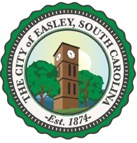 THE CITY of EASLEY, SOUTH CAROLINA
-Est. 1874-